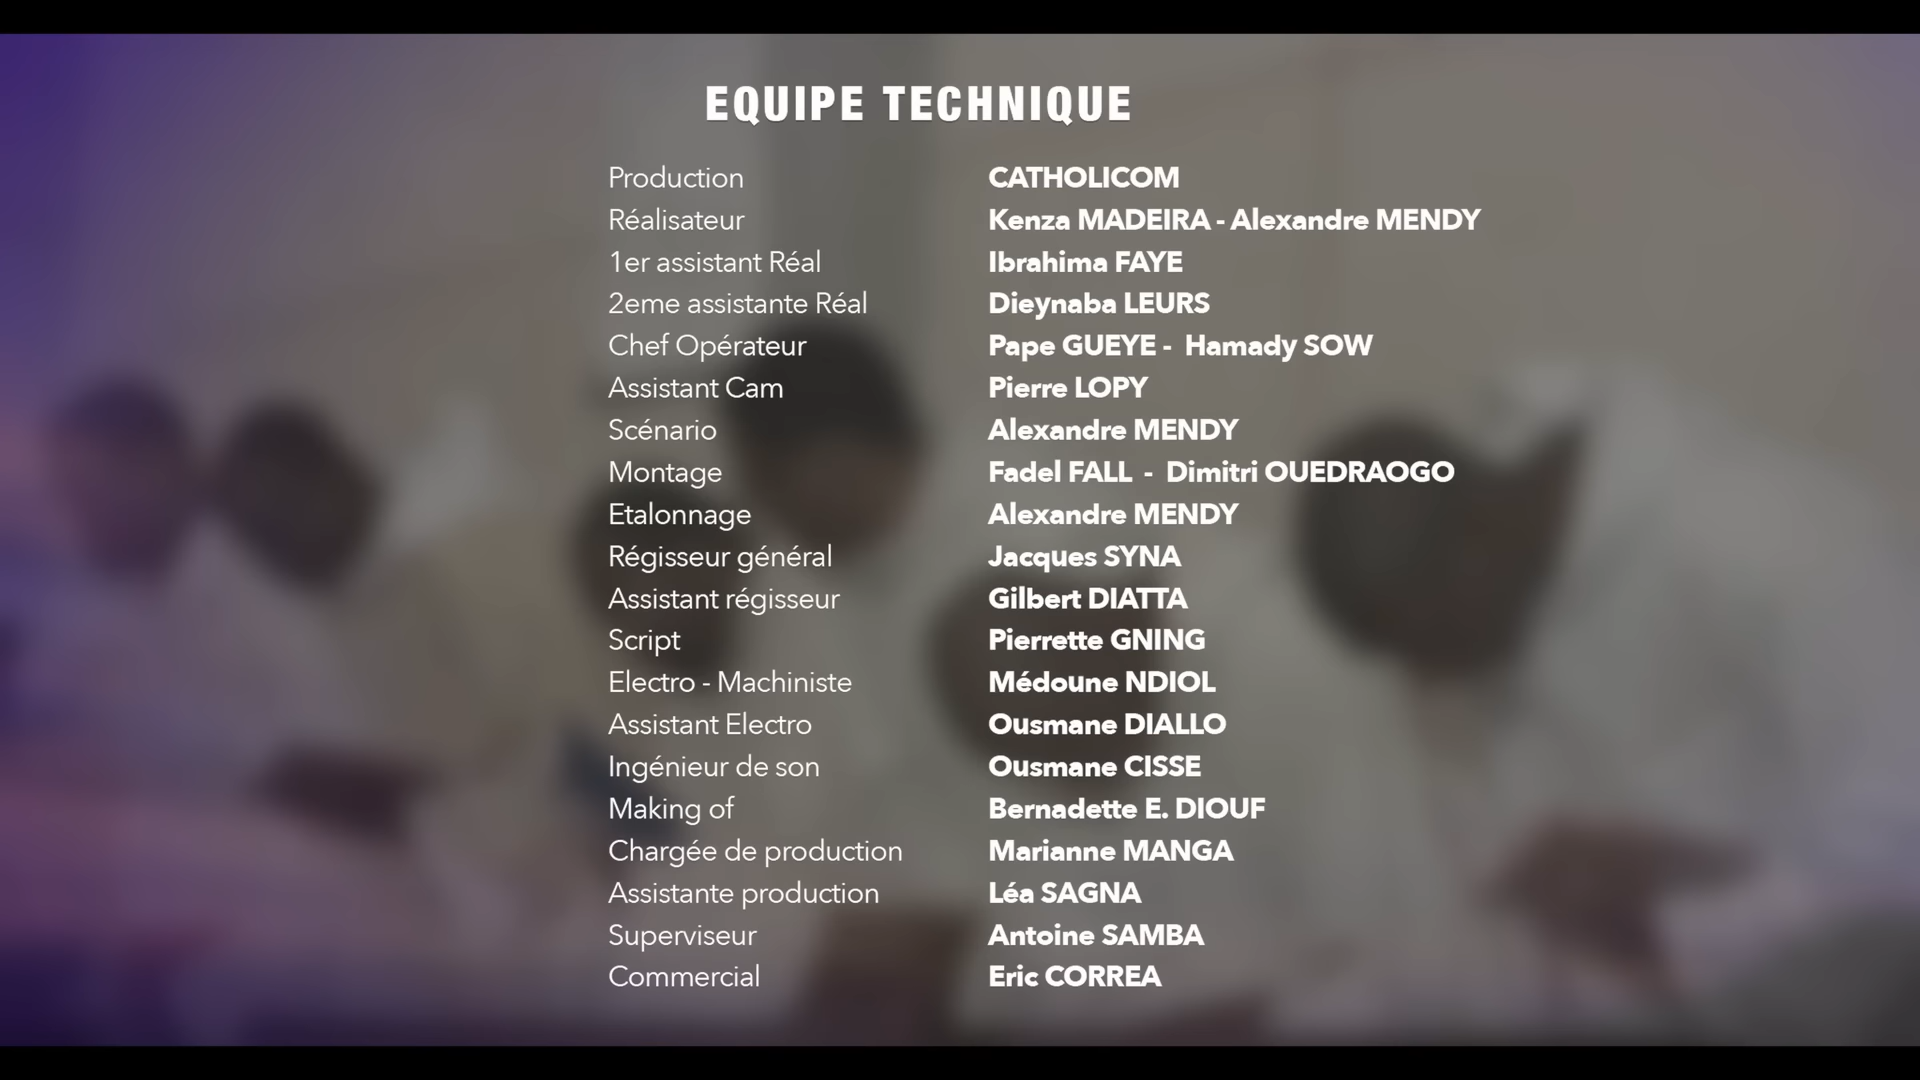 EQUIPE TECHNIQUE
Production CATHOLICOM
Réalisateur Kenza MADEIRA - Alexandre MENDY
1er assistant Réal Ibrahima FAYE
2eme assistante Réal Dieynaba LEURS
Chef Opérateur Pape GUEYE - Hamady SOW
Assistant Cam Pierre LOPY
Scénario Alexandre MENDY
Montage Fadel FALL - Dimitri OUEDRAOGO
Etalonnage Alexandre MENDY
Régisseur général Jacques SYNA
Assistant régisseur Gilbert DIATTA
Script Pierrette GNING
Electro - Machiniste Médoune NDIOL
Assistant Electro Ousmane DIALLO
Ingénieur de son Ousmane CISSE
Making of Bernadette E. DIOUF
Chargée de production Marianne MANGA
Assistante production Léa SAGNA
Superviseur Antoine SAMBA
Commercial Eric CORREA